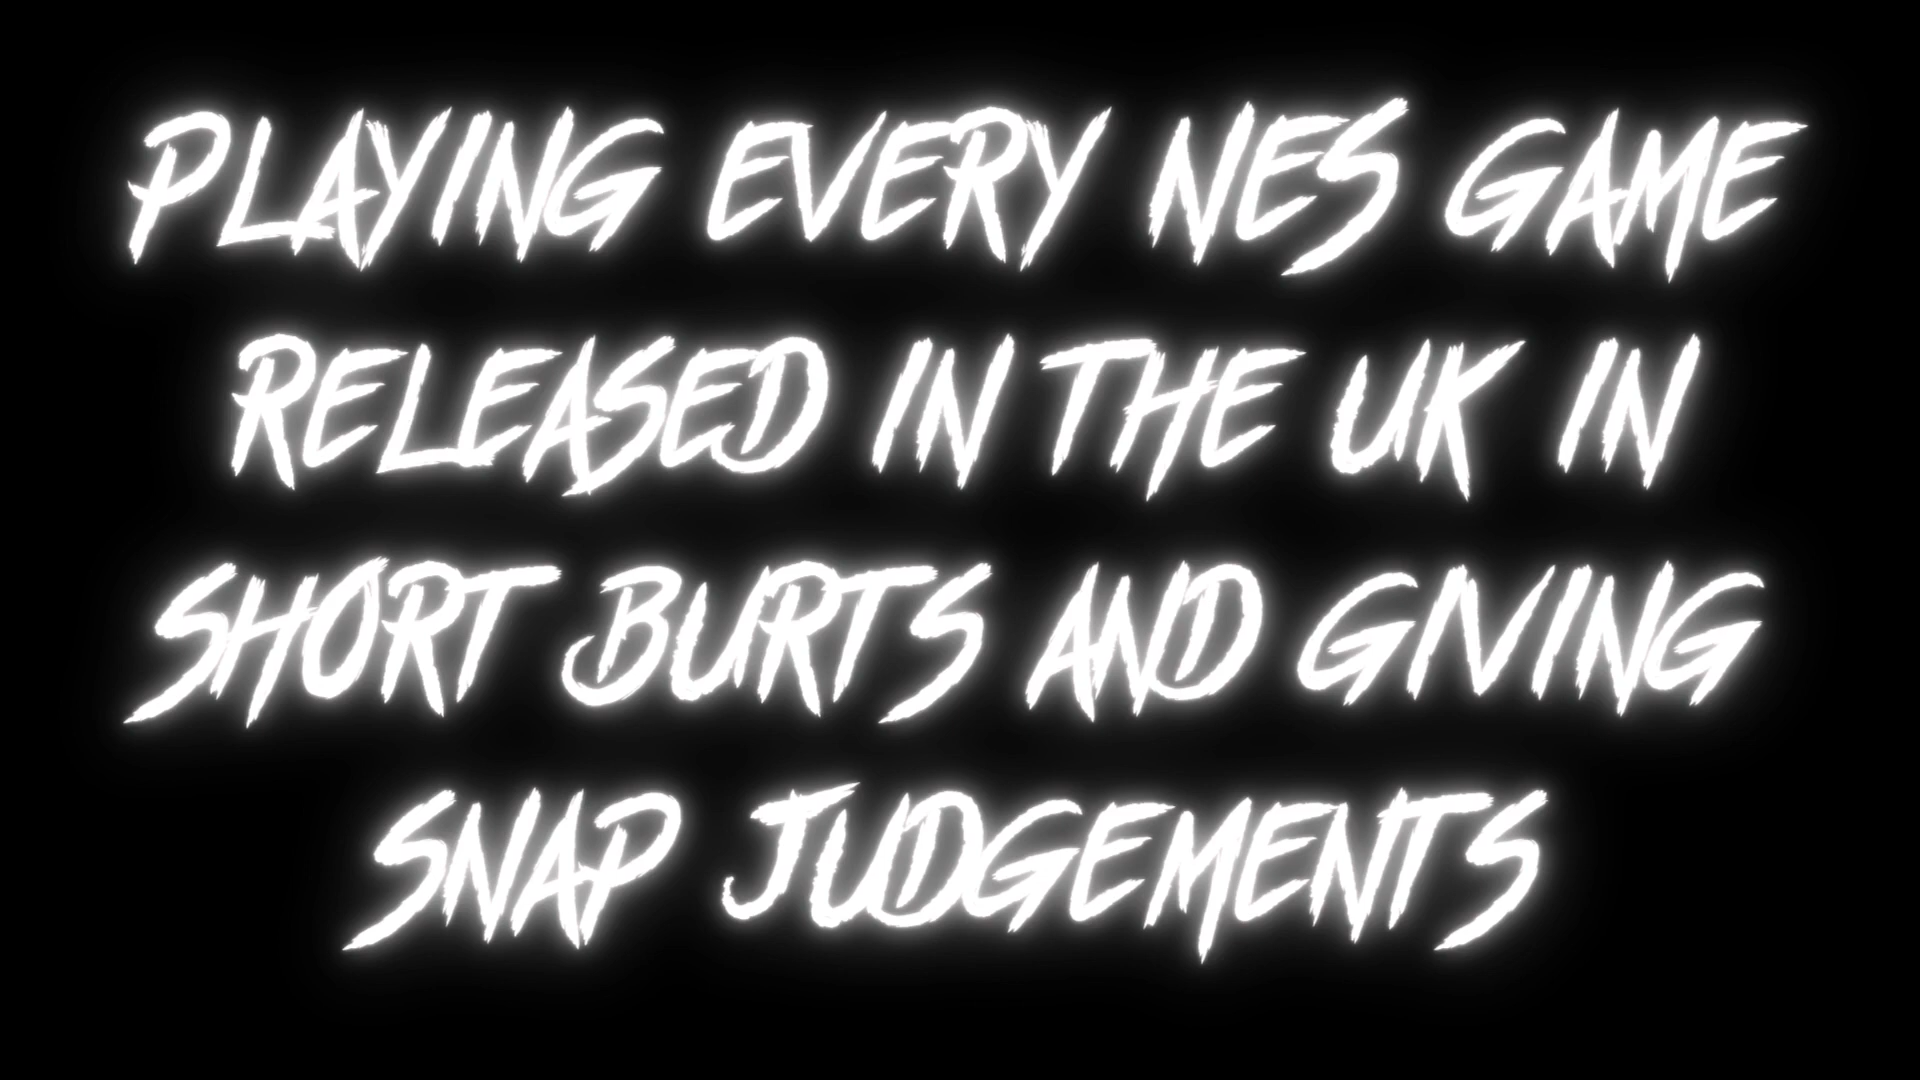 PLAYING EVERY NES GAME
RELEASED IN THE UK IN
SHORT BURTS AND GIVING
SNAP JUDGEMENTS